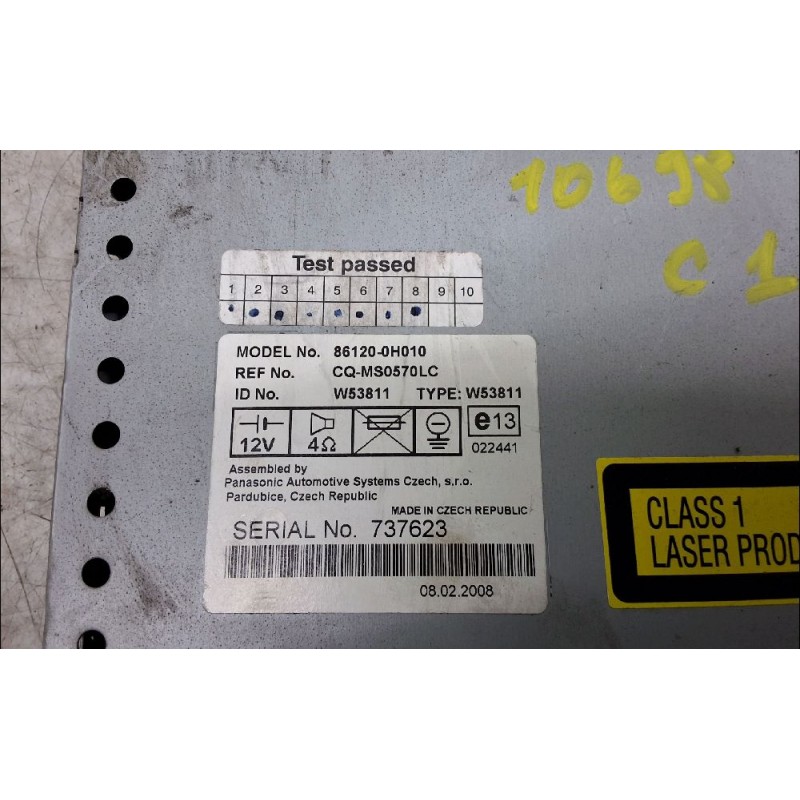 10698
C 1
Test passed
1 2 3 4 5 6 7 8 9 10
MODEL No. 86120-0H010
REF No. CQ-MS0570LC
ID No. W53811 TYPE: W53811
12V 4Ω e13
022441
Assembled by
Panasonic Automotive Systems Czech, s.r.o.
Pardubice, Czech Republic
MADE IN CZECH REPUBLIC
SERIAL No. 737623
08.02.2008
CLASS 1
LASER PROD